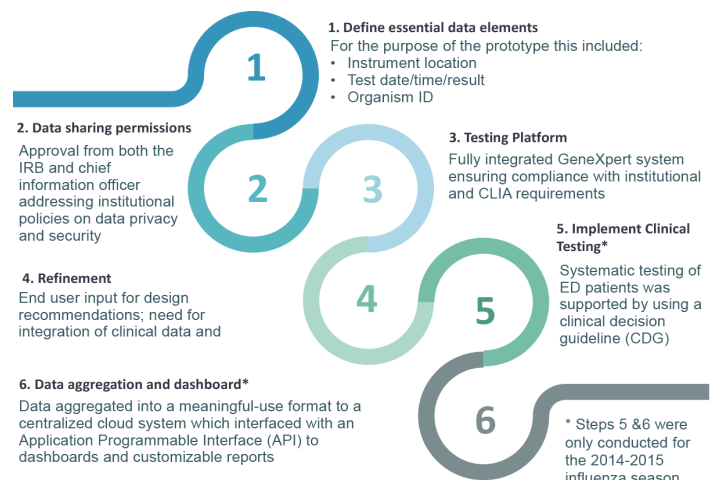 1. Define essential data elements
For the purpose of the prototype this included:
• Instrument location
• Test date/time/result
• Organism ID
1
2. Data sharing permissions
Approval from both the
IRB and chief
information officer
addressing institutional
policies on data privacy
and security
2
3
3. Testing Platform
Fully integrated GeneXpert system
ensuring compliance with institutional
and CLIA requirements
4. Refinement
End user input for design
recommendations; need for
integration of clinical data and
4
5
5. Implement Clinical
Testing*
Systematic testing of
ED patients was
supported by using a
clinical decision
guideline (CDG)
6. Data aggregation and dashboard*
Data aggregated into a meaningful-use format to a
centralized cloud system which interfaced with an
Application Programmable Interface (API) to
dashboards and customizable reports
6
* Steps 5 &6 were
only conducted for
the 2014-2015
influenza season